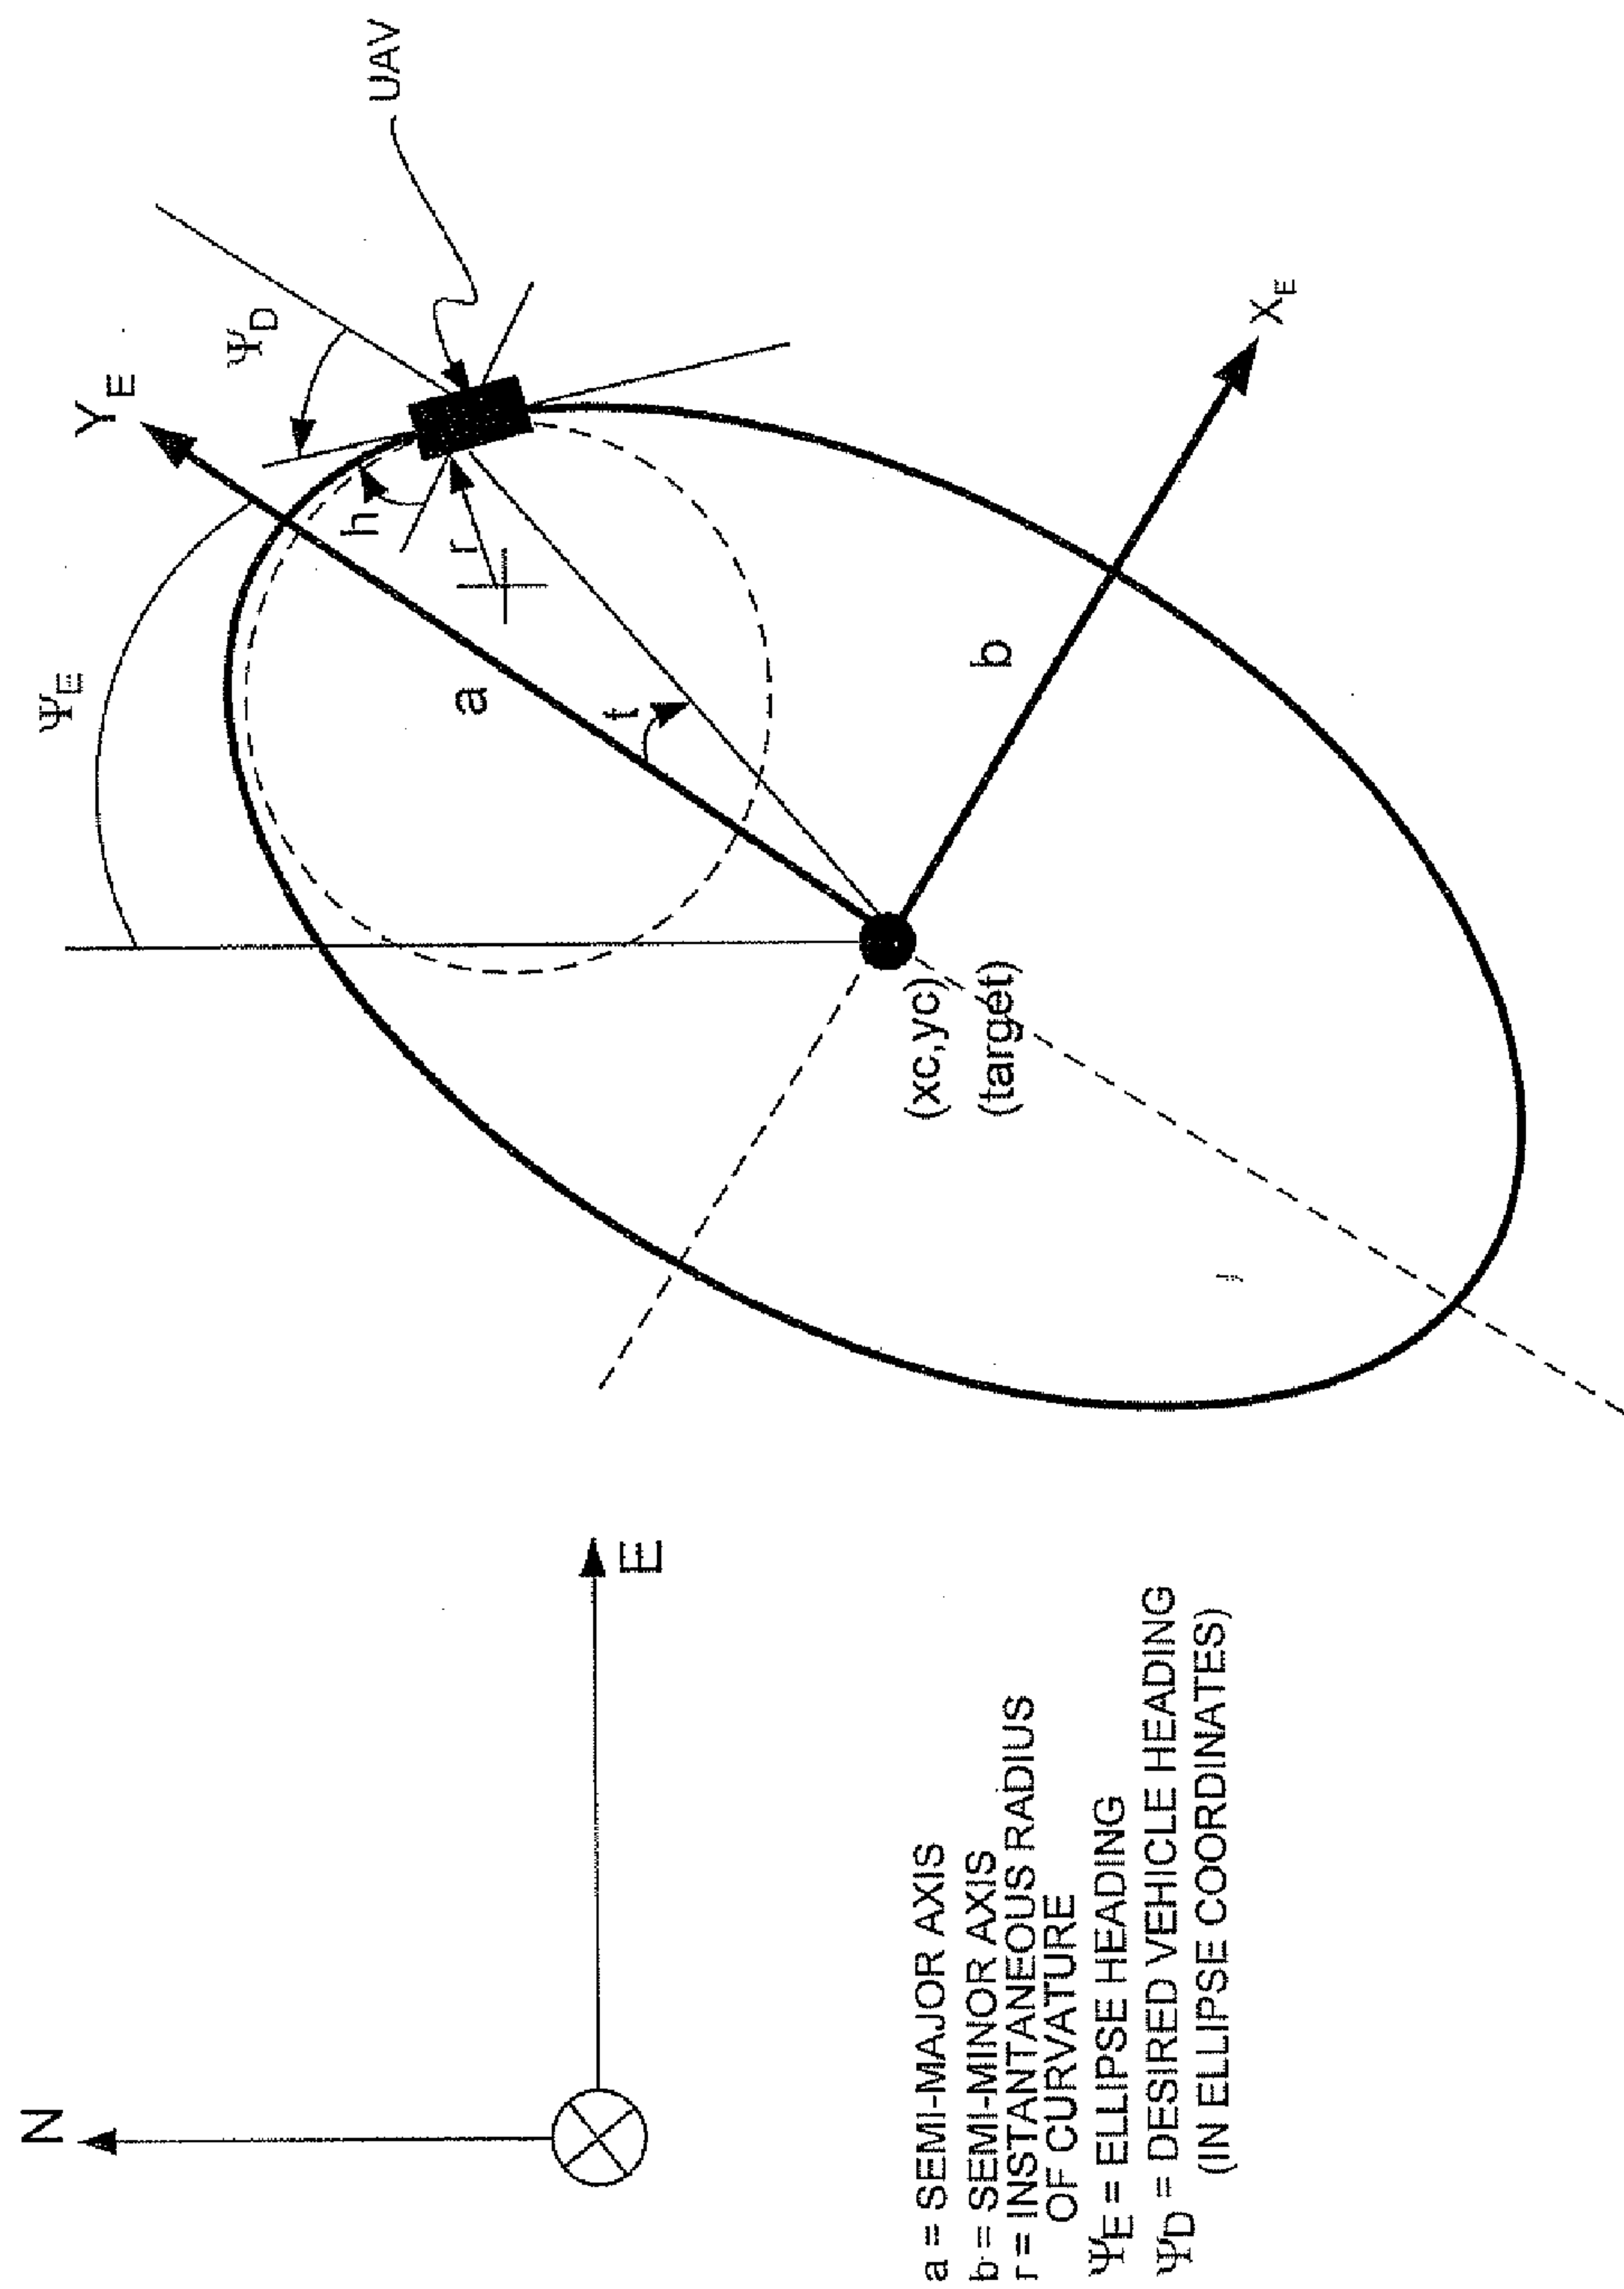 N
E
Ψ_E
Y_E
Ψ_D
UAV
h
r
a
t
b
X_E
(xc,yc)
(target)
a = SEMI-MAJOR AXIS
b = SEMI-MINOR AXIS
r = INSTANTANEOUS RADIUS
OF CURVATURE
Ψ_E = ELLIPSE HEADING
Ψ_D = DESIRED VEHICLE HEADING
(IN ELLIPSE COORDINATES)